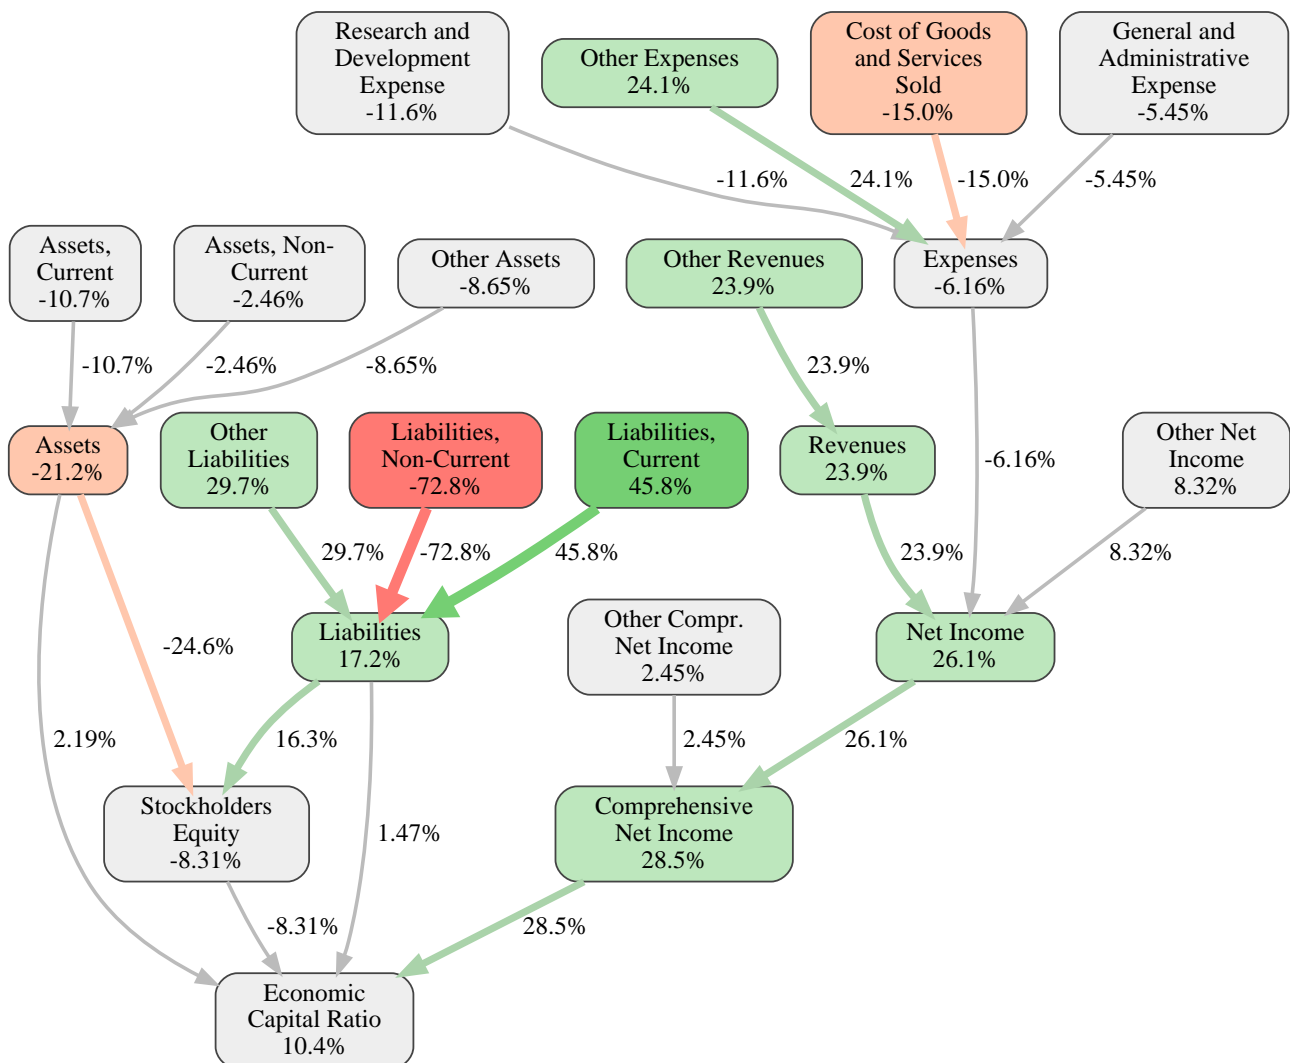 Research and
Development
Expense
-11.6%
Other Expenses
24.1%
Cost of Goods
and Services
Sold
-15.0%
General and
Administrative
Expense
-5.45%
-11.6%
24.1%
-15.0%
-5.45%
Assets,
Current
-10.7%
Assets, Non-
Current
-2.46%
Other Assets
-8.65%
Other Revenues
23.9%
Expenses
-6.16%
-10.7%
-2.46%
-8.65%
23.9%
Assets
-21.2%
Other
Liabilities
29.7%
Liabilities,
Non-Current
-72.8%
Liabilities,
Current
45.8%
Revenues
23.9%
-6.16%
Other Net
Income
8.32%
29.7%
-72.8%
45.8%
23.9%
8.32%
Liabilities
17.2%
Other Compr.
Net Income
2.45%
Net Income
26.1%
-24.6%
2.19%
16.3%
2.45%
26.1%
Stockholders
Equity
-8.31%
1.47%
Comprehensive
Net Income
28.5%
-8.31%
28.5%
Economic
Capital Ratio
10.4%